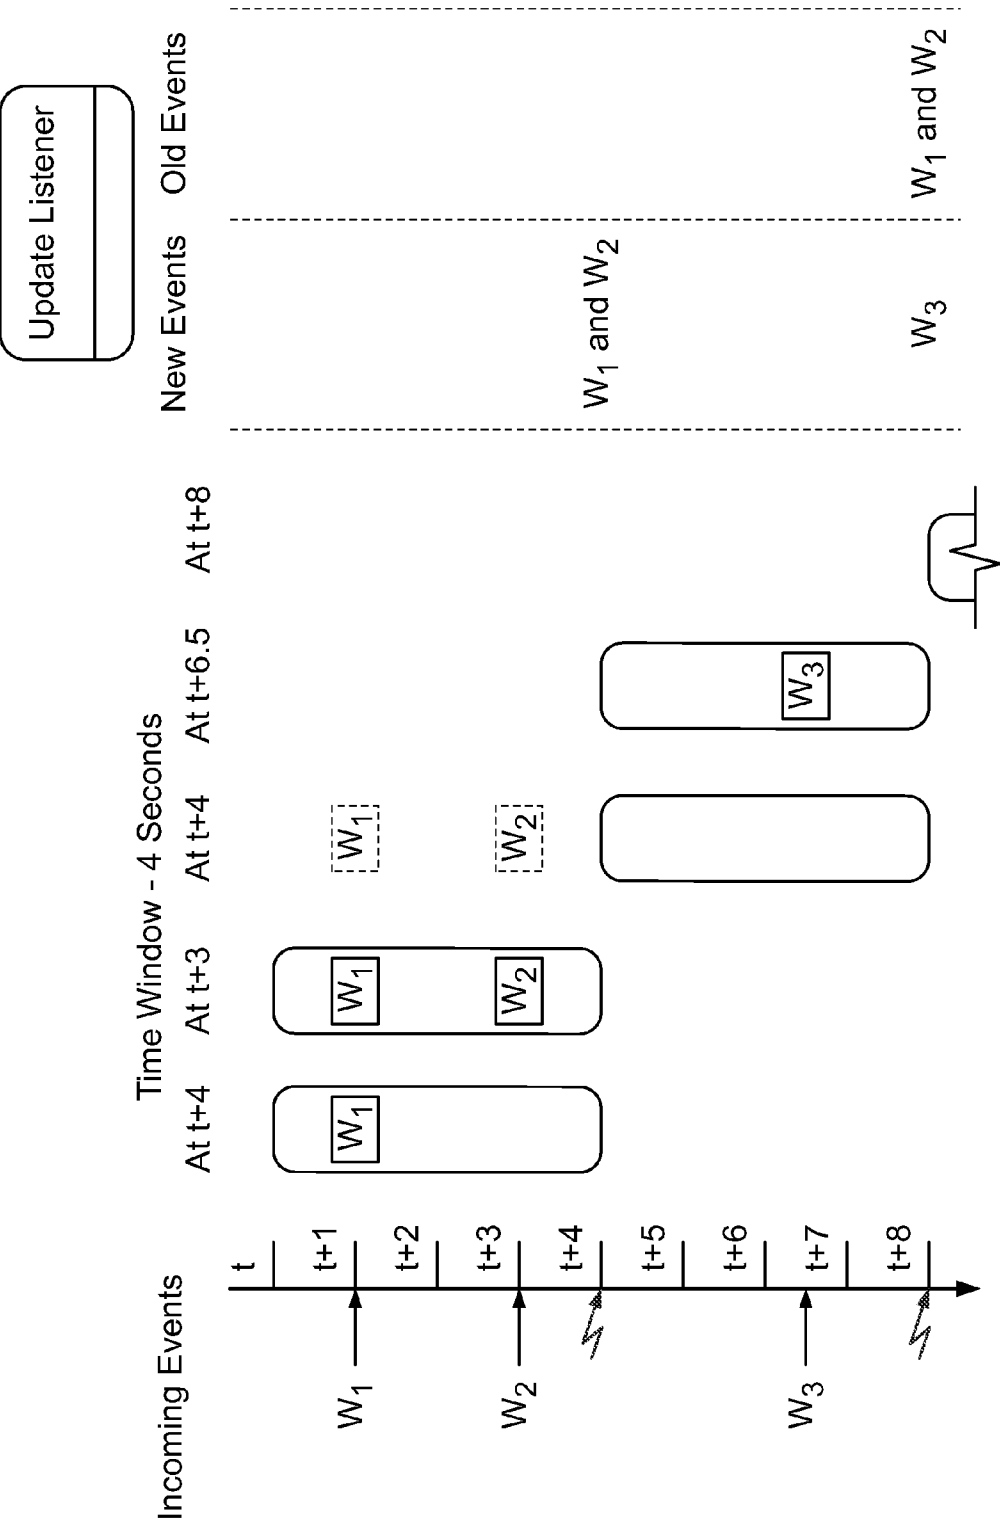 Update Listener
Time Window - 4 Seconds
Incoming Events
At t+4
At t+3
At t+4
At t+6.5
At t+8
New Events
Old Events
t
W1
t+1
W1
W1
W1
t+2
W2
t+3
W2
W2
t+4
W1 and W2
t+5
t+6
W3
t+7
W3
t+8
W3
W1 and W2